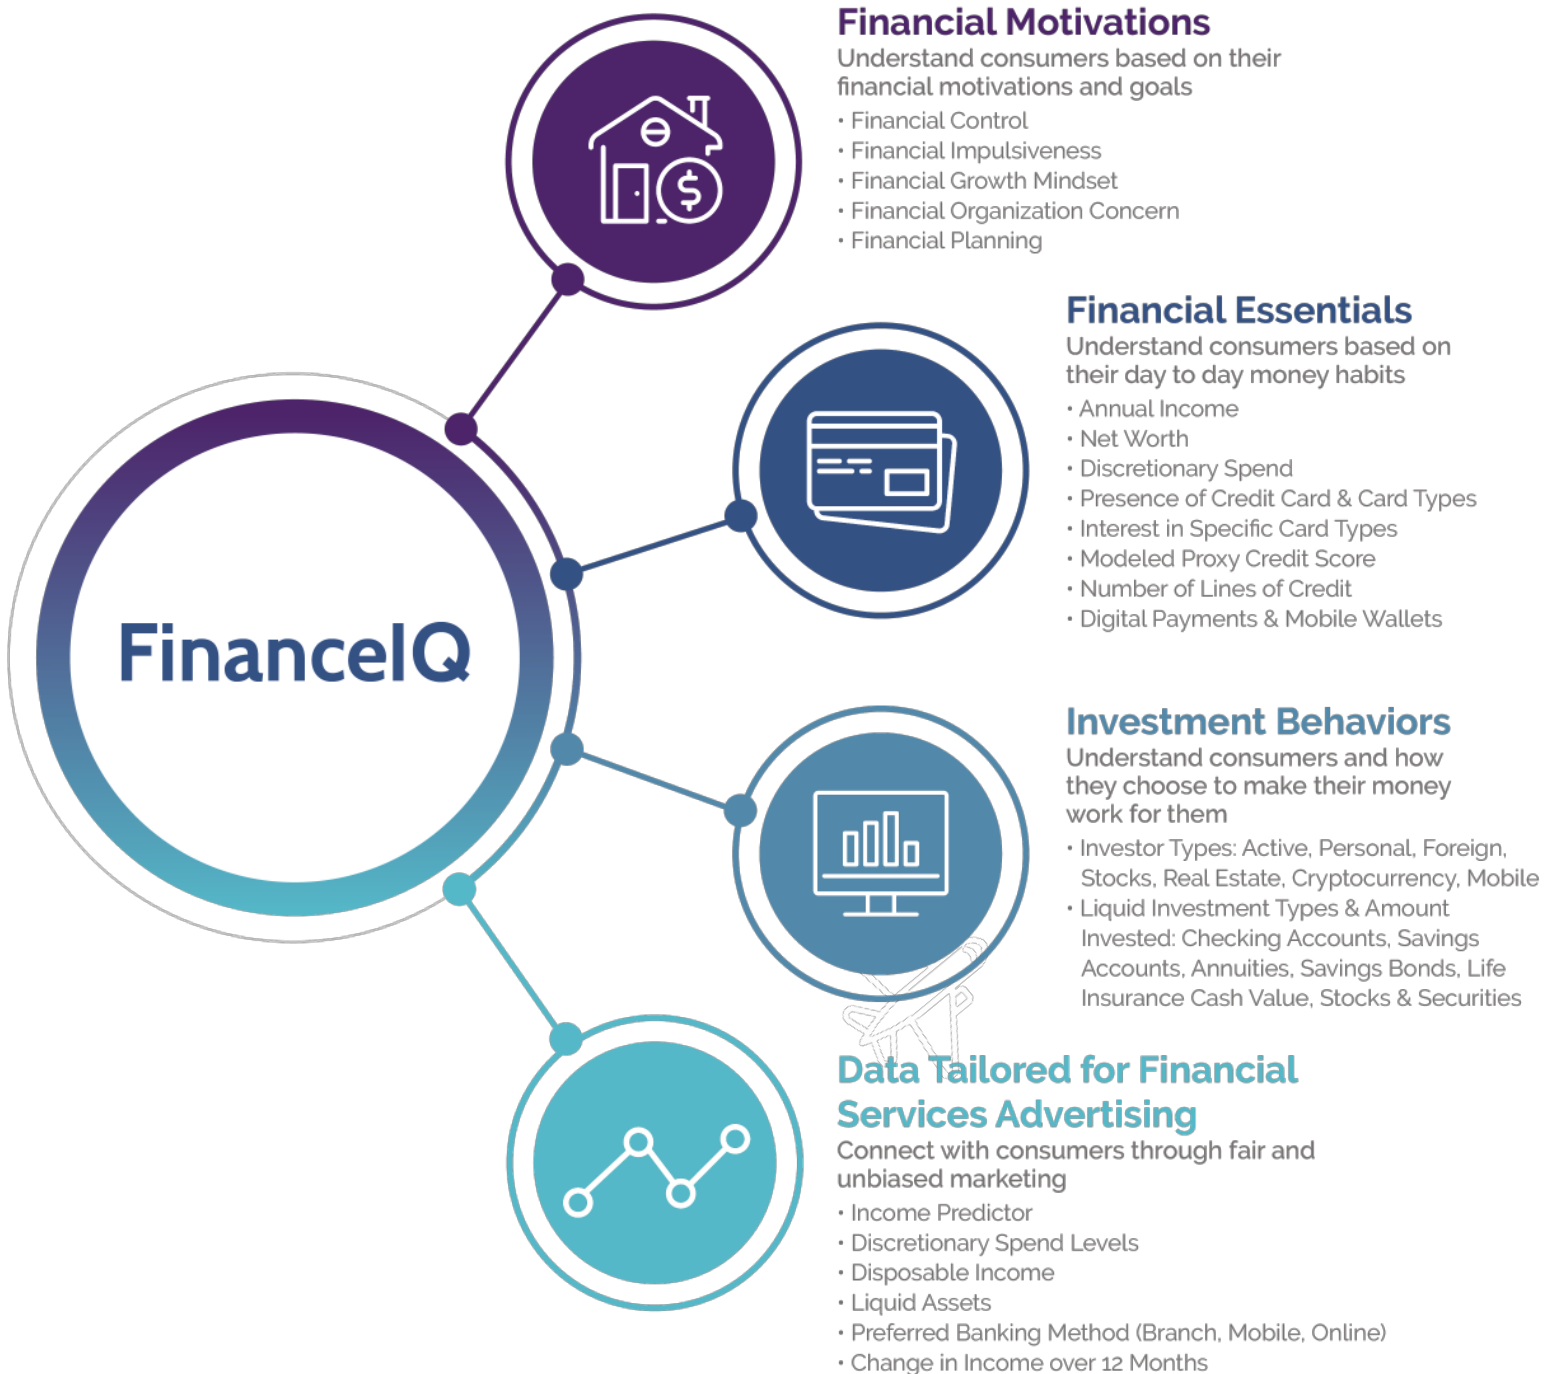 Financial Motivations
Understand consumers based on their
financial motivations and goals
• Financial Control
• Financial Impulsiveness
• Financial Growth Mindset
• Financial Organization Concern
• Financial Planning
$
Financial Essentials
Understand consumers based on
their day to day money habits
• Annual Income
• Net Worth
• Discretionary Spend
• Presence of Credit Card & Card Types
• Interest in Specific Card Types
• Modeled Proxy Credit Score
• Number of Lines of Credit
• Digital Payments & Mobile Wallets
FinanceIQ
Investment Behaviors
Understand consumers and how
they choose to make their money
work for them
• Investor Types: Active, Personal, Foreign,
Stocks, Real Estate, Cryptocurrency, Mobile
• Liquid Investment Types & Amount
Invested: Checking Accounts, Savings
Accounts, Annuities, Savings Bonds, Life
Insurance Cash Value, Stocks & Securities
Data Tailored for Financial
Services Advertising
Connect with consumers through fair and
unbiased marketing
• Income Predictor
• Discretionary Spend Levels
• Disposable Income
• Liquid Assets
• Preferred Banking Method (Branch, Mobile, Online)
• Change in Income over 12 Months